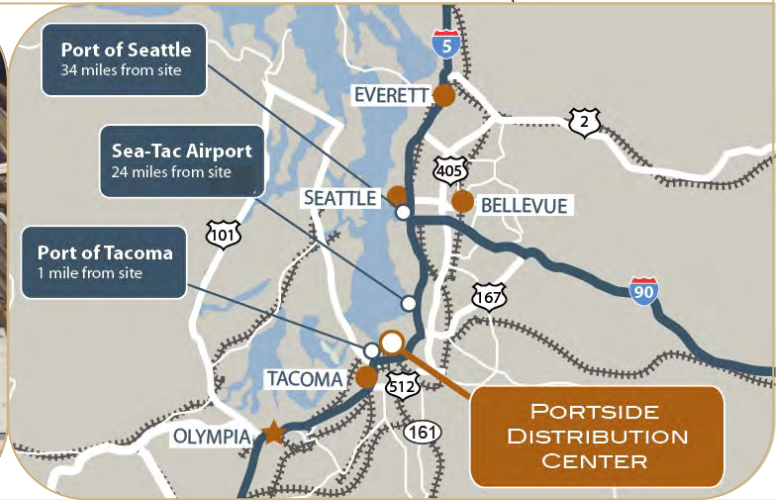 Port of Seattle
34 miles from site
5
EVERETT
2
Sea-Tac Airport
24 miles from site
405
SEATTLE
BELLEVUE
101
Port of Tacoma
1 mile from site
167
90
TACOMA
512
OLYMPIA
161
PORTSIDE
DISTRIBUTION
CENTER